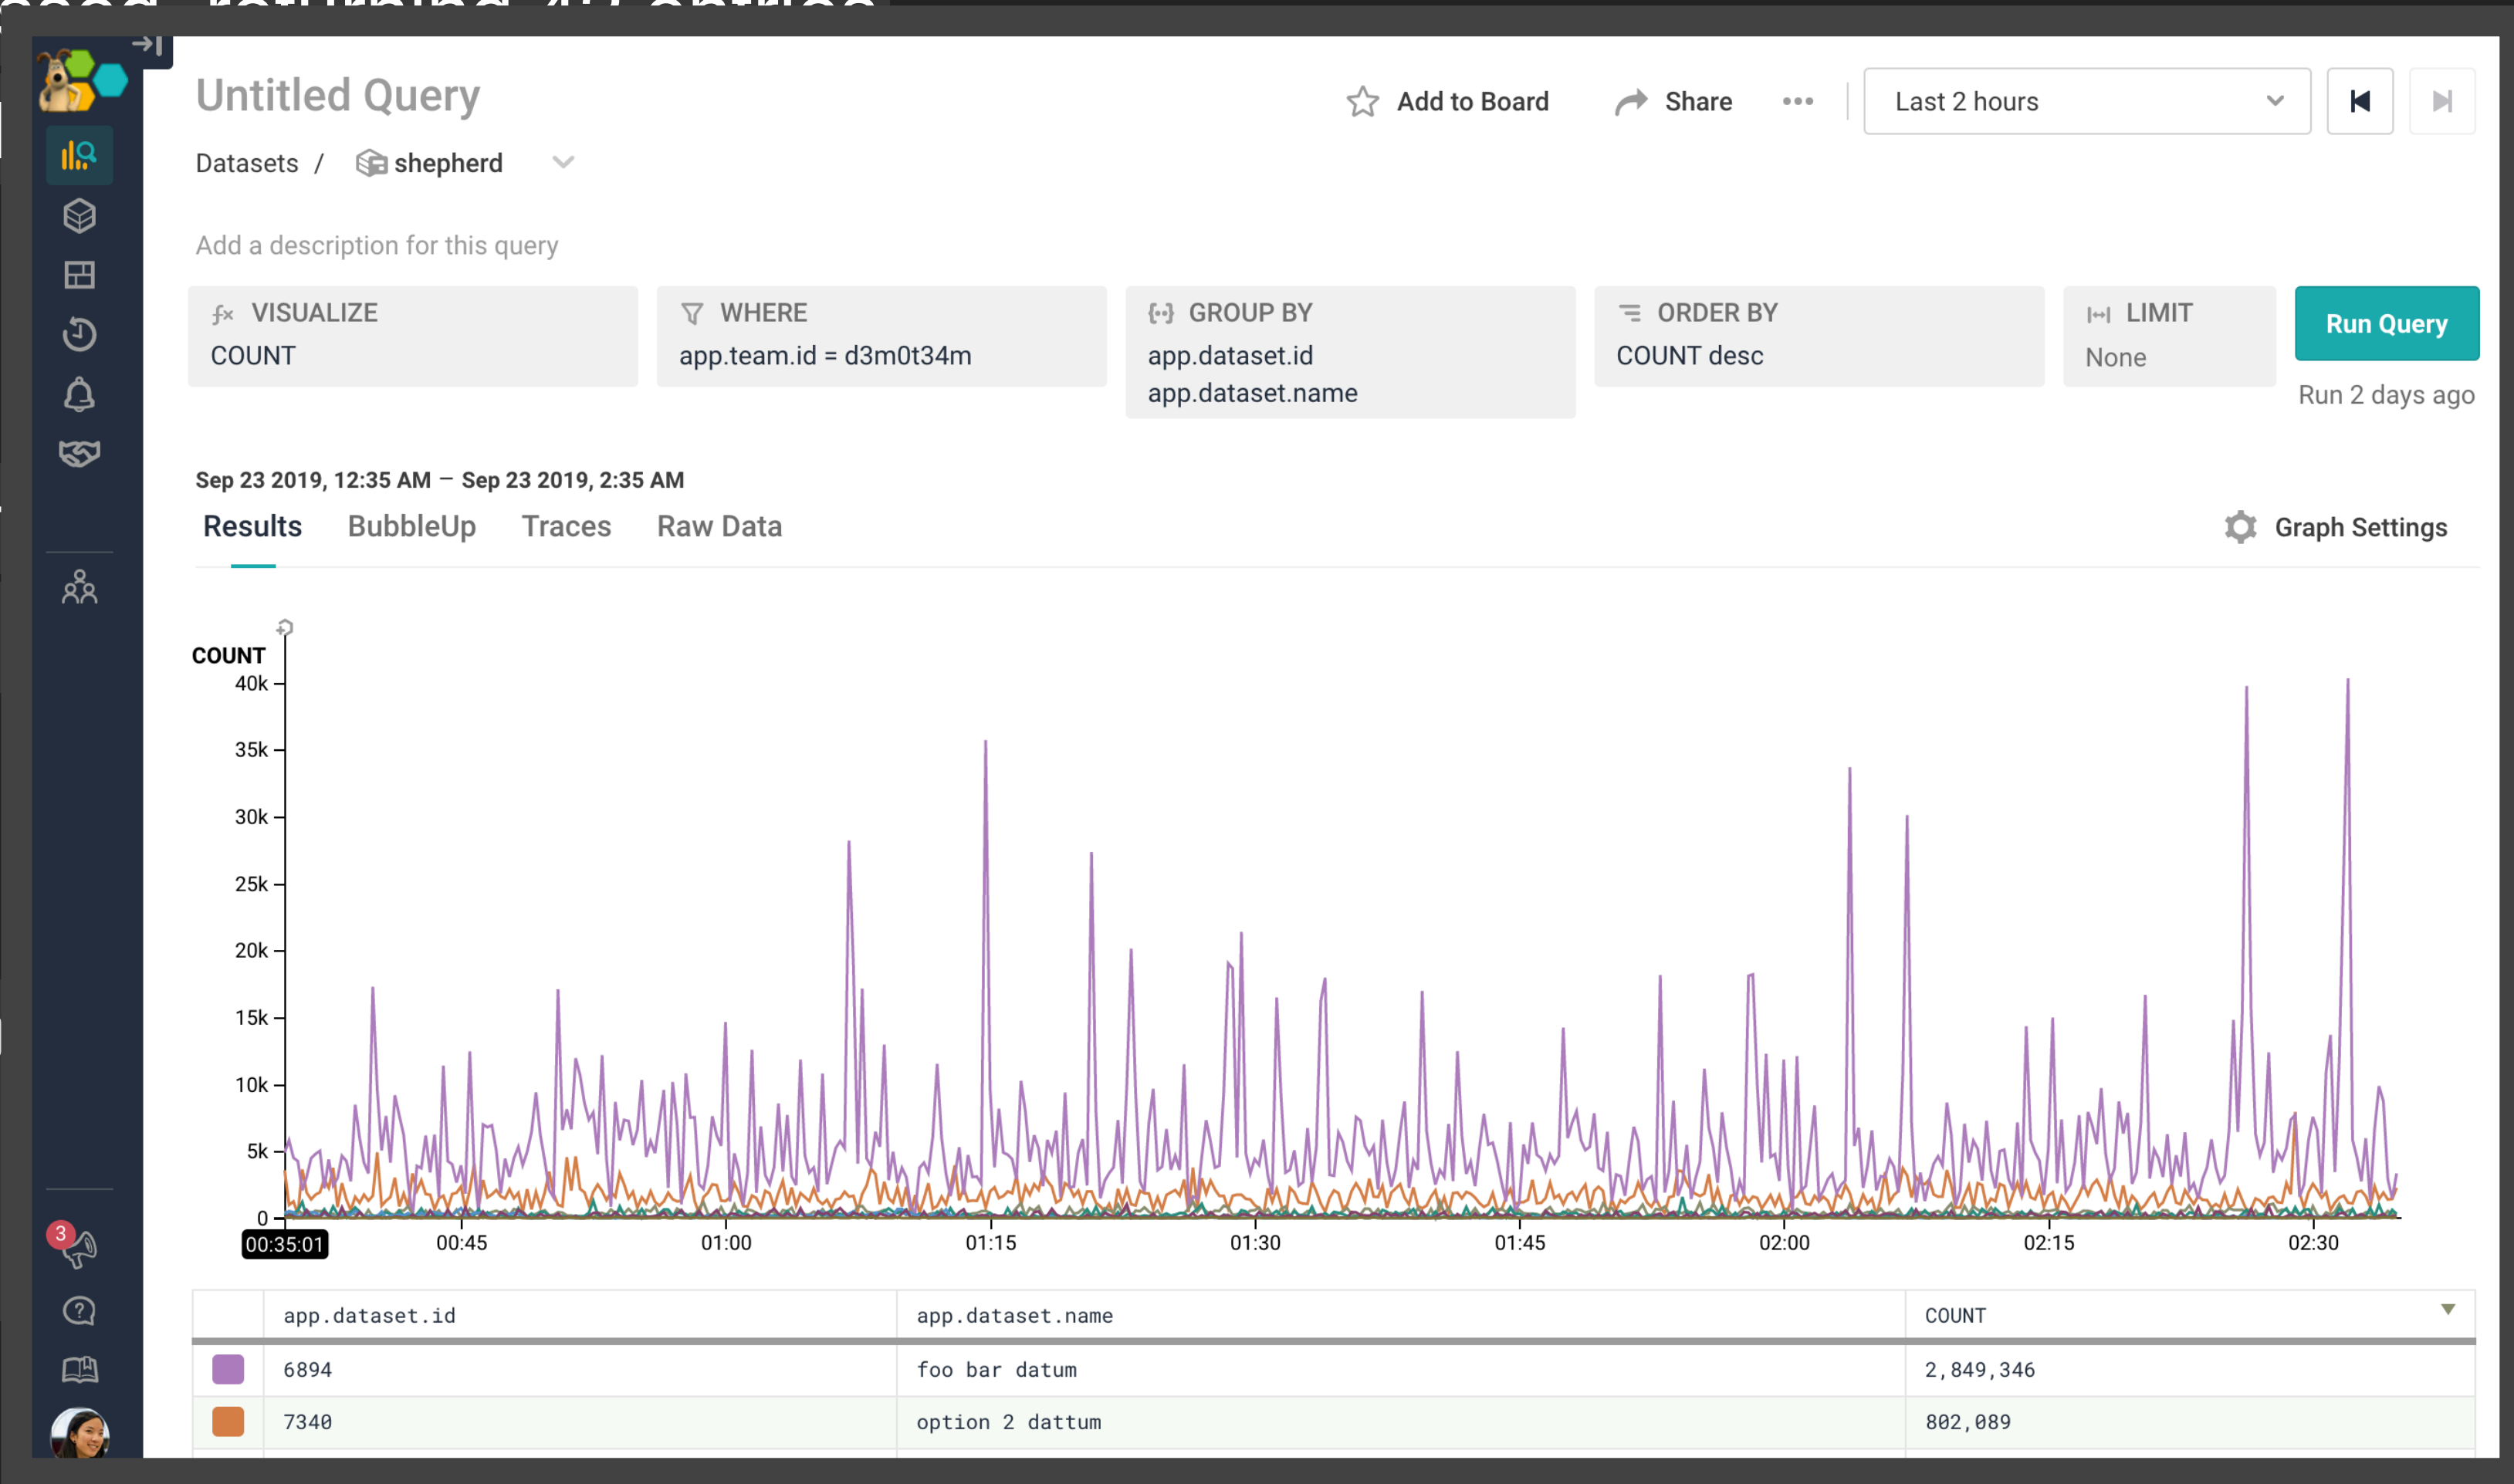 returning 47 entries
Untitled Query
Add to Board
Share
Last 2 hours
Datasets / shepherd
Add a description for this query
VISUALIZE
COUNT
WHERE
app.team.id = d3m0t34m
GROUP BY
app.dataset.id
app.dataset.name
ORDER BY
COUNT desc
LIMIT
None
Run Query
Run 2 days ago
Sep 23 2019, 12:35 AM – Sep 23 2019, 2:35 AM
Results
BubbleUp
Traces
Raw Data
Graph Settings
COUNT
40k
35k
30k
25k
20k
15k
10k
5k
0
00:35:01
00:45
01:00
01:15
01:30
01:45
02:00
02:15
02:30
3
app.dataset.id
app.dataset.name
COUNT
6894
foo bar datum
2,849,346
7340
option 2 dattum
802,089